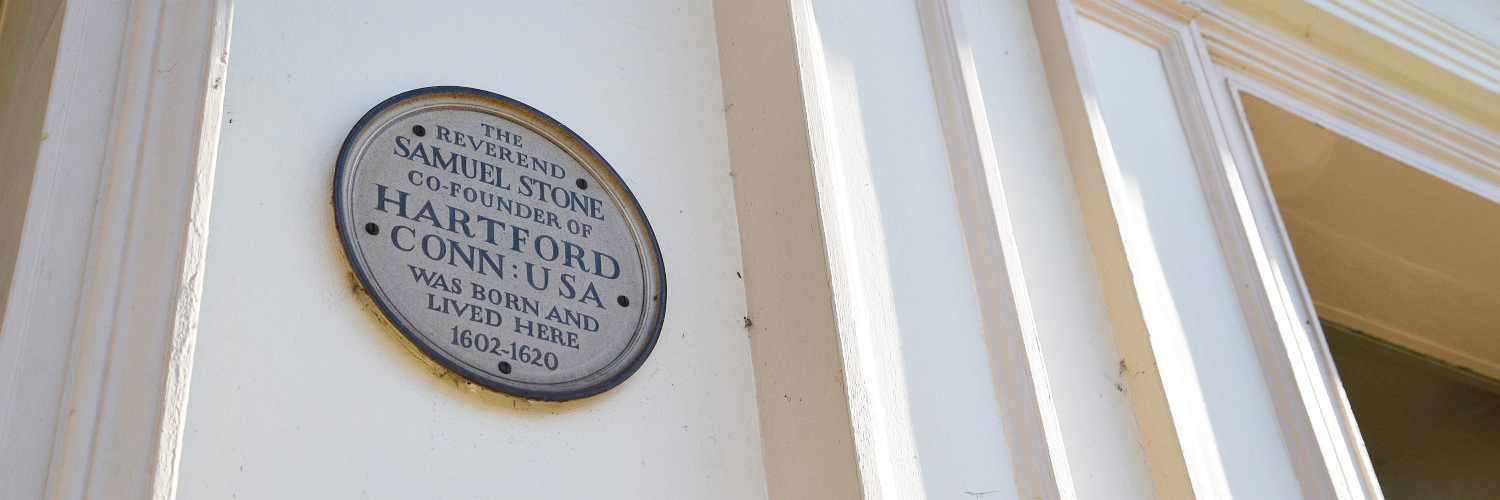 THE
REVEREND
SAMUEL STONE
CO-FOUNDER OF
HARTFORD
CONN: USA
WAS BORN AND
LIVED HERE
1602-1620